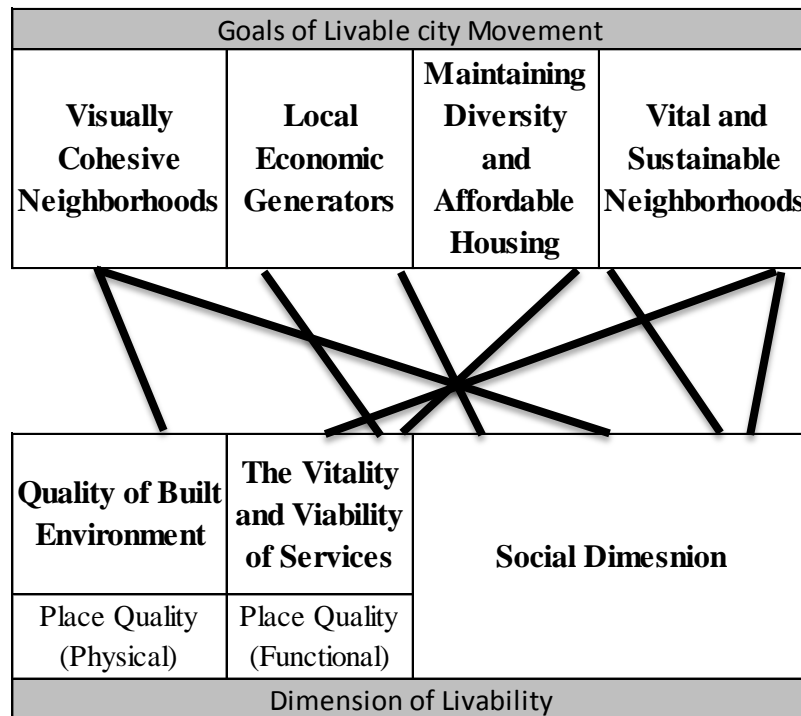 Goals of Livable city Movement
Visually
Cohesive
Neighborhoods
Local
Economic
Generators
Maintaining
Diversity
and
Affordable
Housing
Vital and
Sustainable
Neighborhoods
Quality of Built
Environment
The Vitality
and Viability
of Services
Social Dimesnion
Place Quality
(Physical)
Place Quality
(Functional)
Dimension of Livability